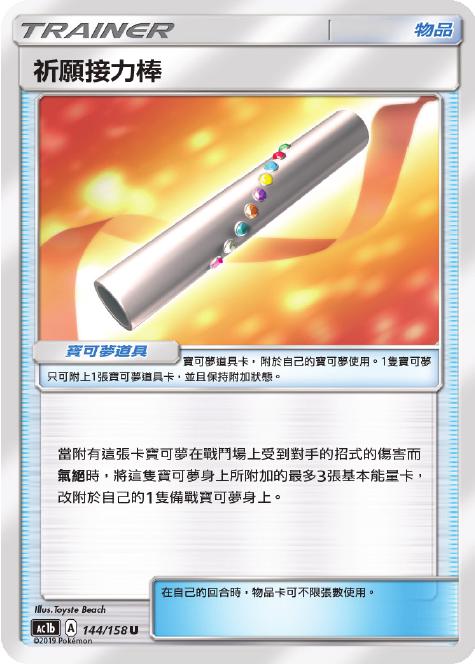 TRAINER 物品
祈願接力棒
寶可夢道具 寶可夢道具卡，附於自己的寶可夢使用。1隻寶可夢
只可附上1張寶可夢道具卡，並且保持附加狀態。
當附有這張卡寶可夢在戰鬥場上受到對手的招式的傷害而
氣絕時，將這隻寶可夢身上所附加的最多3張基本能量卡，
改附於自己的1隻備戰寶可夢身上。
在自己的回合時，物品卡可不限張數使用。
Illus. Toyste Beach
AC1b A 144/158 U
©2019 Pokémon